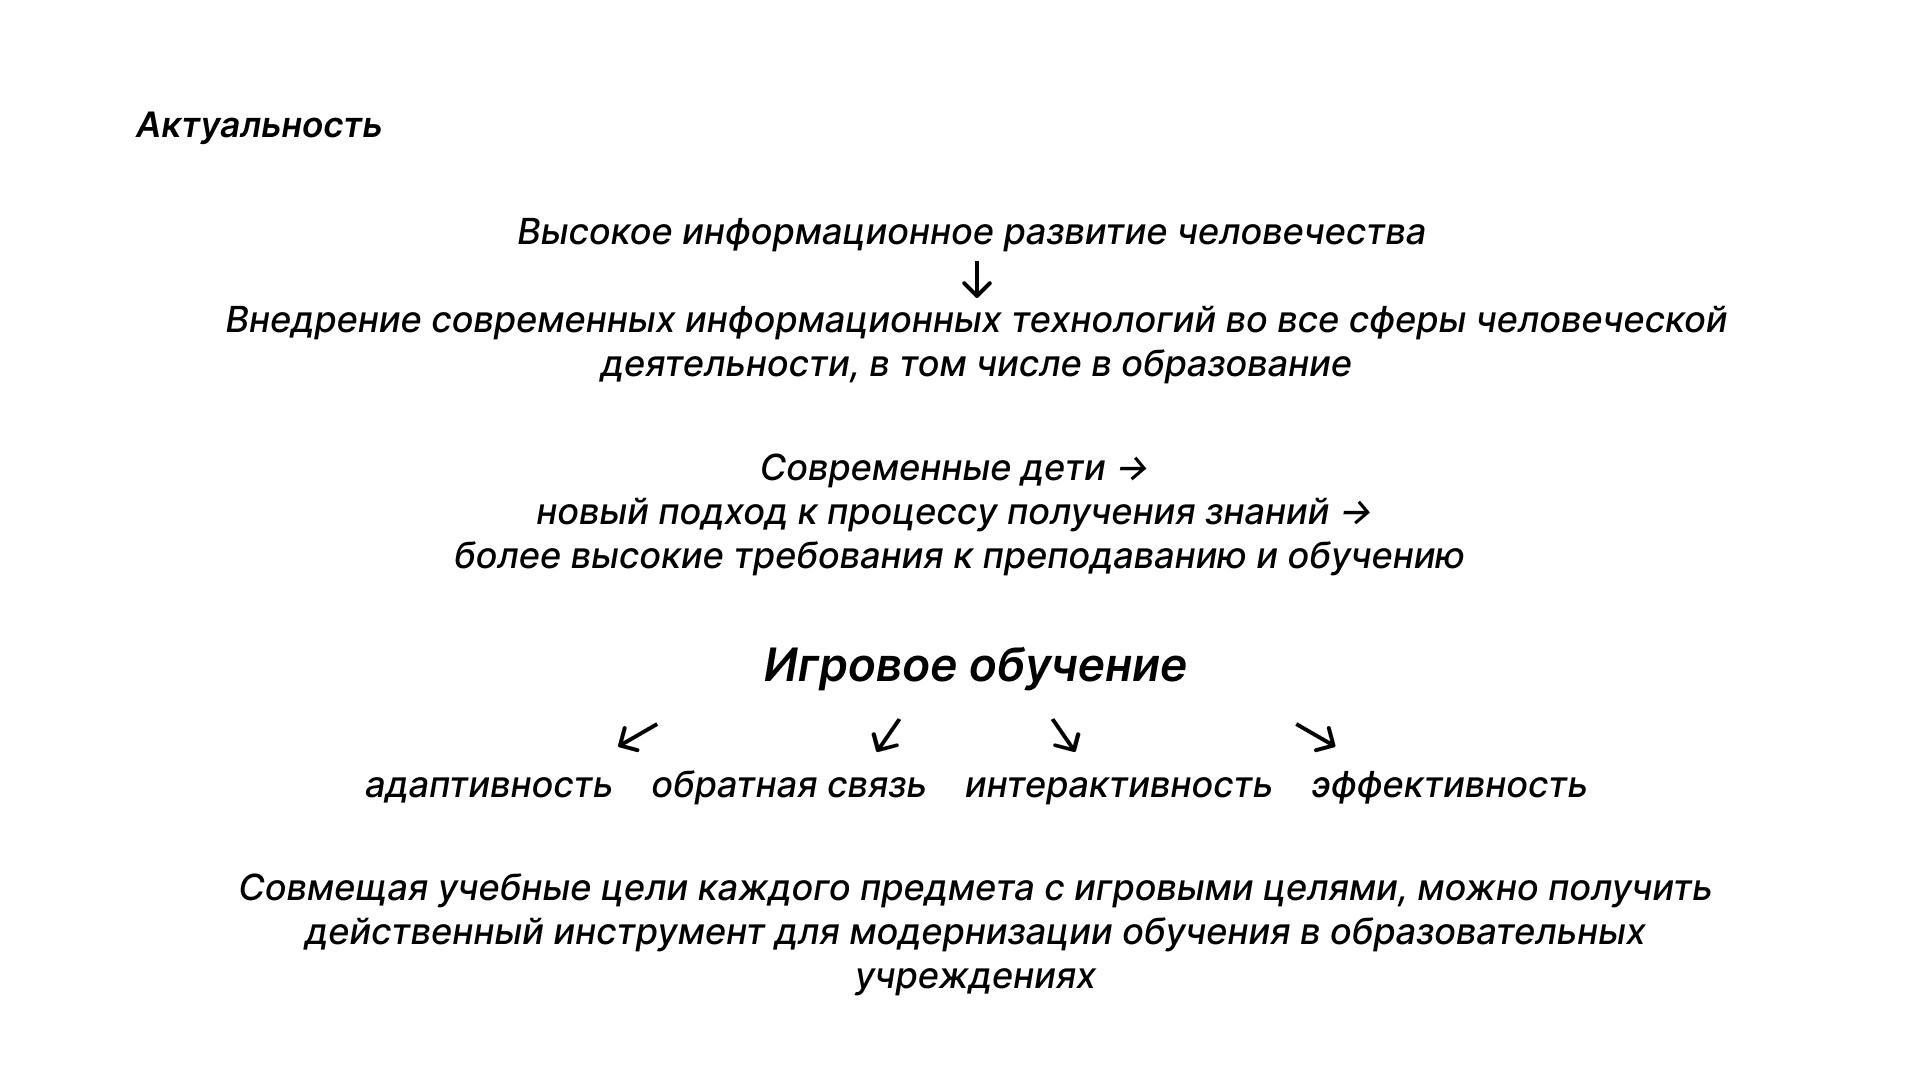 Актуальность
Высокое информационное развитие человечества
↓
Внедрение современных информационных технологий во все сферы человеческой
деятельности, в том числе в образование
Современные дети →
новый подход к процессу получения знаний →
более высокие требования к преподаванию и обучению
Игровое обучение
↙ ↙ ↘ ↘
адаптивность обратная связь интерактивность эффективность
Совмещая учебные цели каждого предмета с игровыми целями, можно получить
действенный инструмент для модернизации обучения в образовательных
учреждениях